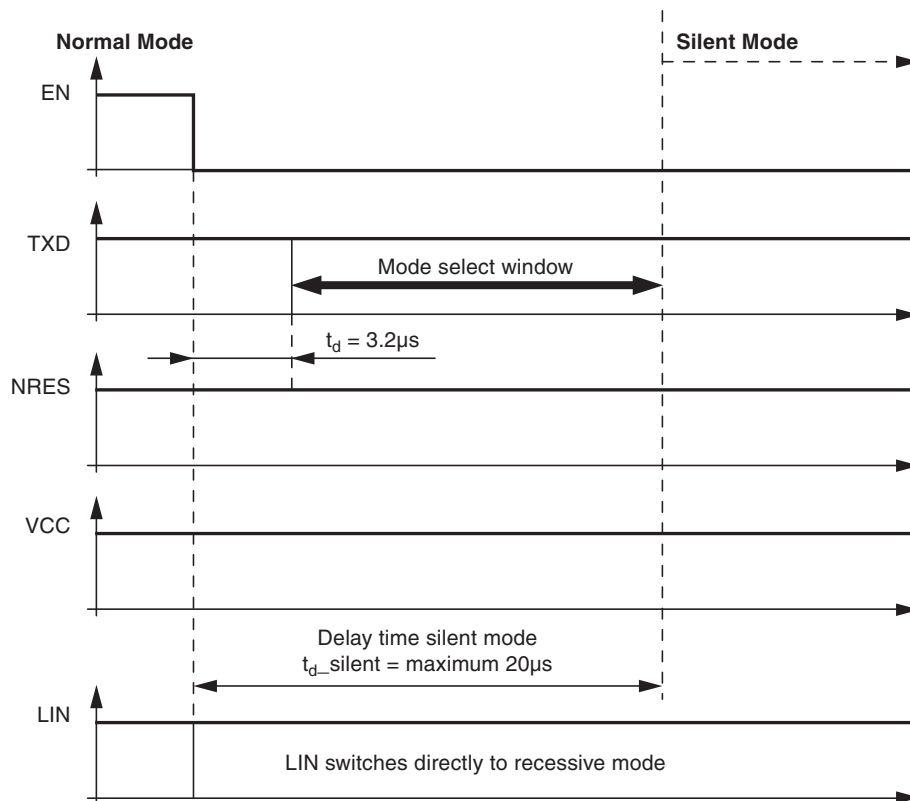 Normal Mode
Silent Mode
EN
TXD
Mode select window
t_d = 3.2µs
NRES
VCC
Delay time silent mode
t_d_silent = maximum 20µs
LIN
LIN switches directly to recessive mode